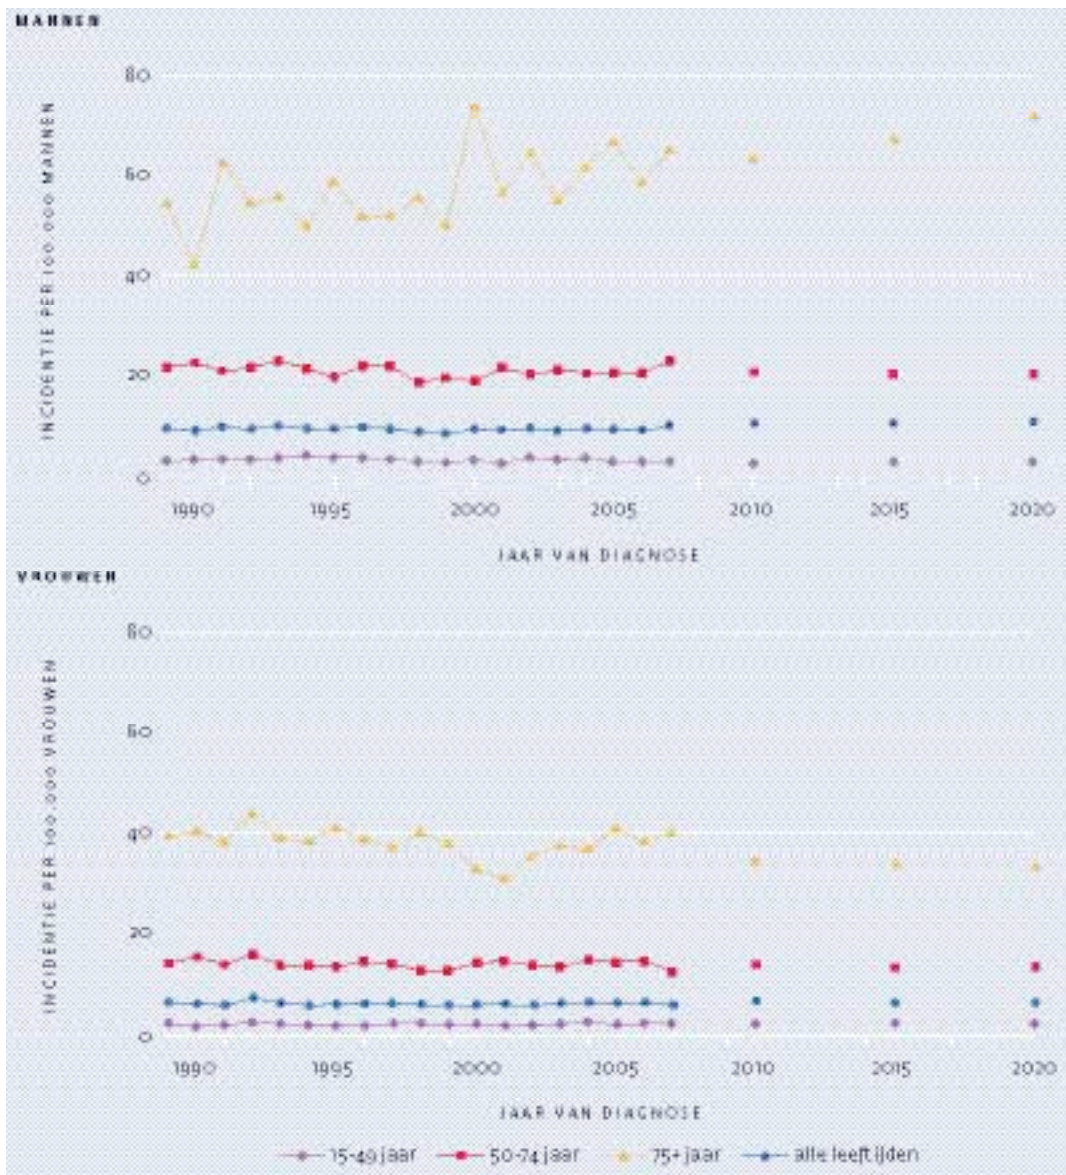 MANNEN
INCIDENTIE PER 100.000 MANNEN
80
60
40
20
0
1990 1995 2000 2005 2010 2015 2020
JAAR VAN DIAGNOSE
VROUWEN
INCIDENTIE PER 100.000 VROUWEN
80
60
40
20
0
1990 1995 2000 2005 2010 2015 2020
JAAR VAN DIAGNOSE
15-49 jaar 50-74 jaar 75+ jaar alle leeftijden